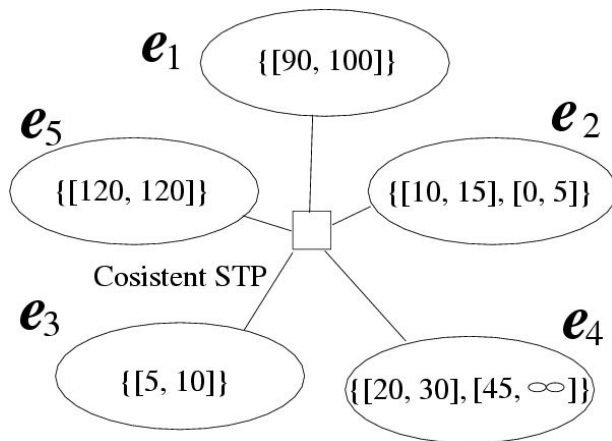 e1
{[90, 100]}
e5
e2
{[120, 120]}
{[10, 15], [0, 5]}
Cosistent STP
e3
e4
{[5, 10]}
{[20, 30], [45, ∞]}